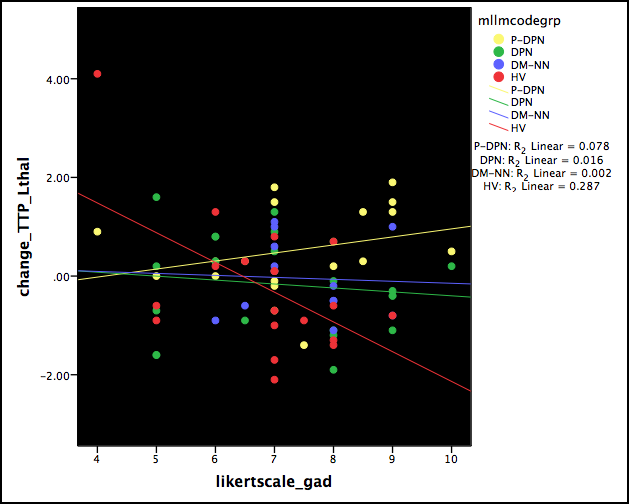 mllmcodegrp
P-DPN
DPN
DM-NN
HV
P-DPN
DPN
DM-NN
HV
P-DPN: R2 Linear = 0.078
DPN: R2 Linear = 0.016
DM-NN: R2 Linear = 0.002
HV: R2 Linear = 0.287
change_TTP_Lthal
4.00
2.00
.00
-2.00
4 5 6 7 8 9 10
likertscale_gad